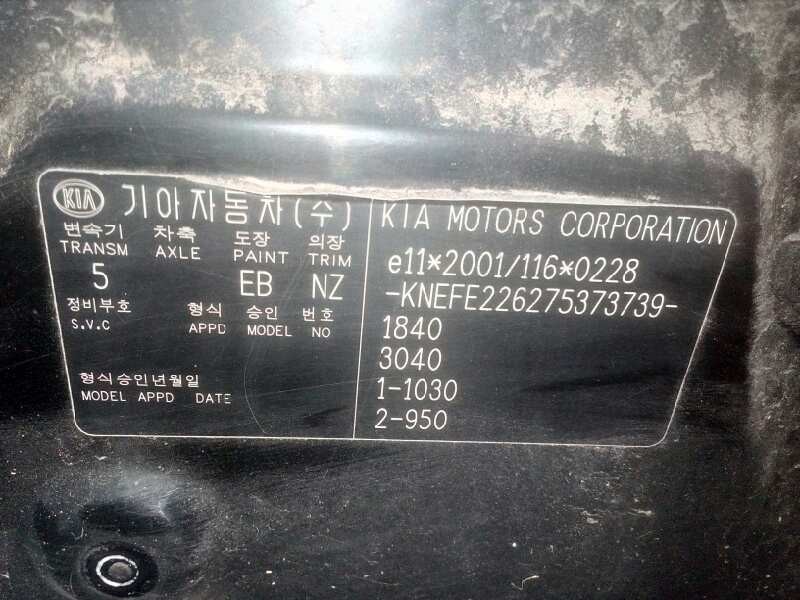 KIA 기아자동차(수)
변속기 차축 도장 의장
TRANSM AXLE PAINT TRIM
5 EB NZ
정비부호 형식 승인 번호
S.V.C APPD MODEL NO
형식승인년월일
MODEL APPD DATE
KIA MOTORS CORPORATION
e11*2001/116*0228
-KNEFE226275373739-
1840
3040
1-1030
2-950